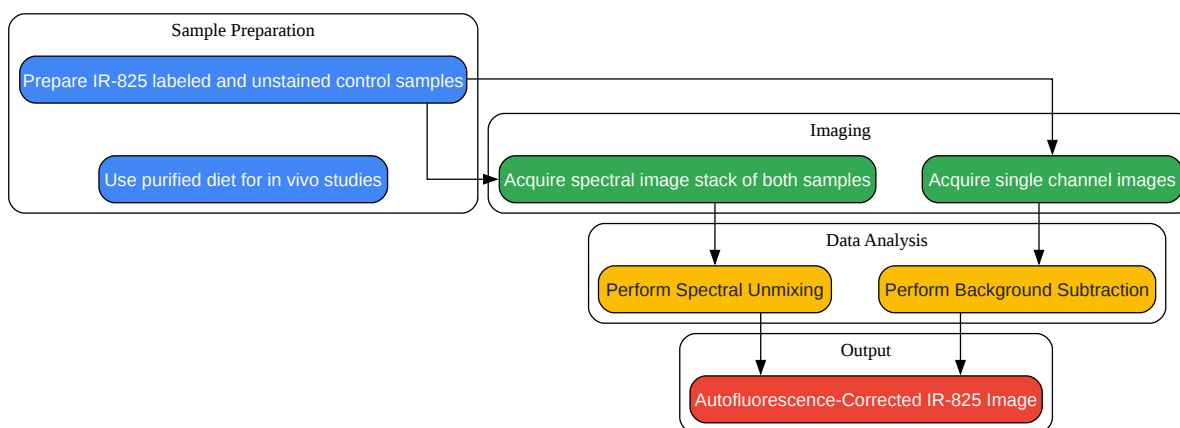 Sample Preparation
Prepare IR-825 labeled and unstained control samples
Use purified diet for in vivo studies
Imaging
Acquire spectral image stack of both samples
Acquire single channel images
Data Analysis
Perform Spectral Unmixing
Perform Background Subtraction
Output
Autofluorescence-Corrected IR-825 Image